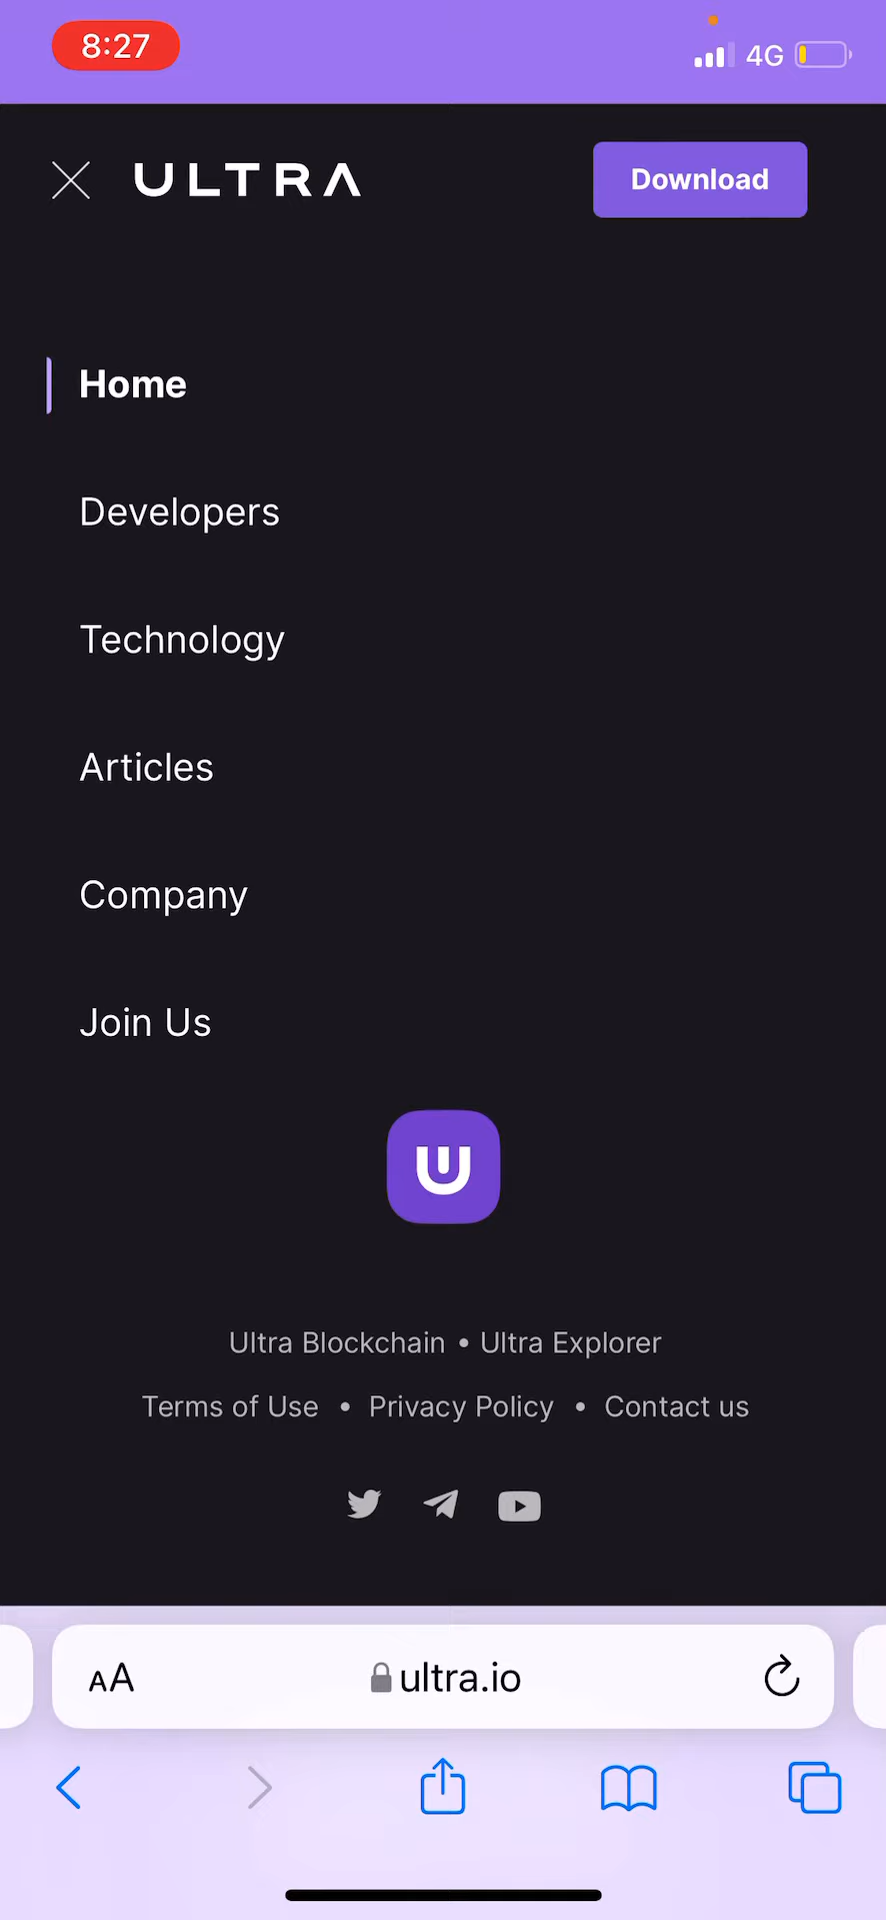 8:27
4G
ULTRA
Download
Home
Developers
Technology
Articles
Company
Join Us
Ultra Blockchain • Ultra Explorer
Terms of Use • Privacy Policy • Contact us
AA
ultra.io